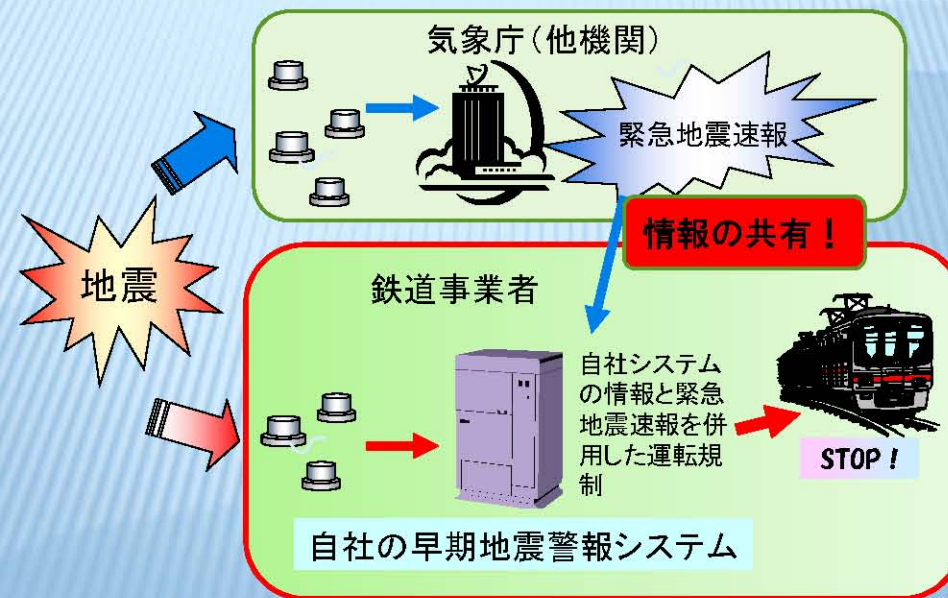 気象庁（他機関）
緊急地震速報
情報の共有！
地震
鉄道事業者
自社システム
の情報と緊急
地震速報を併
用した運転規
制
STOP！
自社の早期地震警報システム